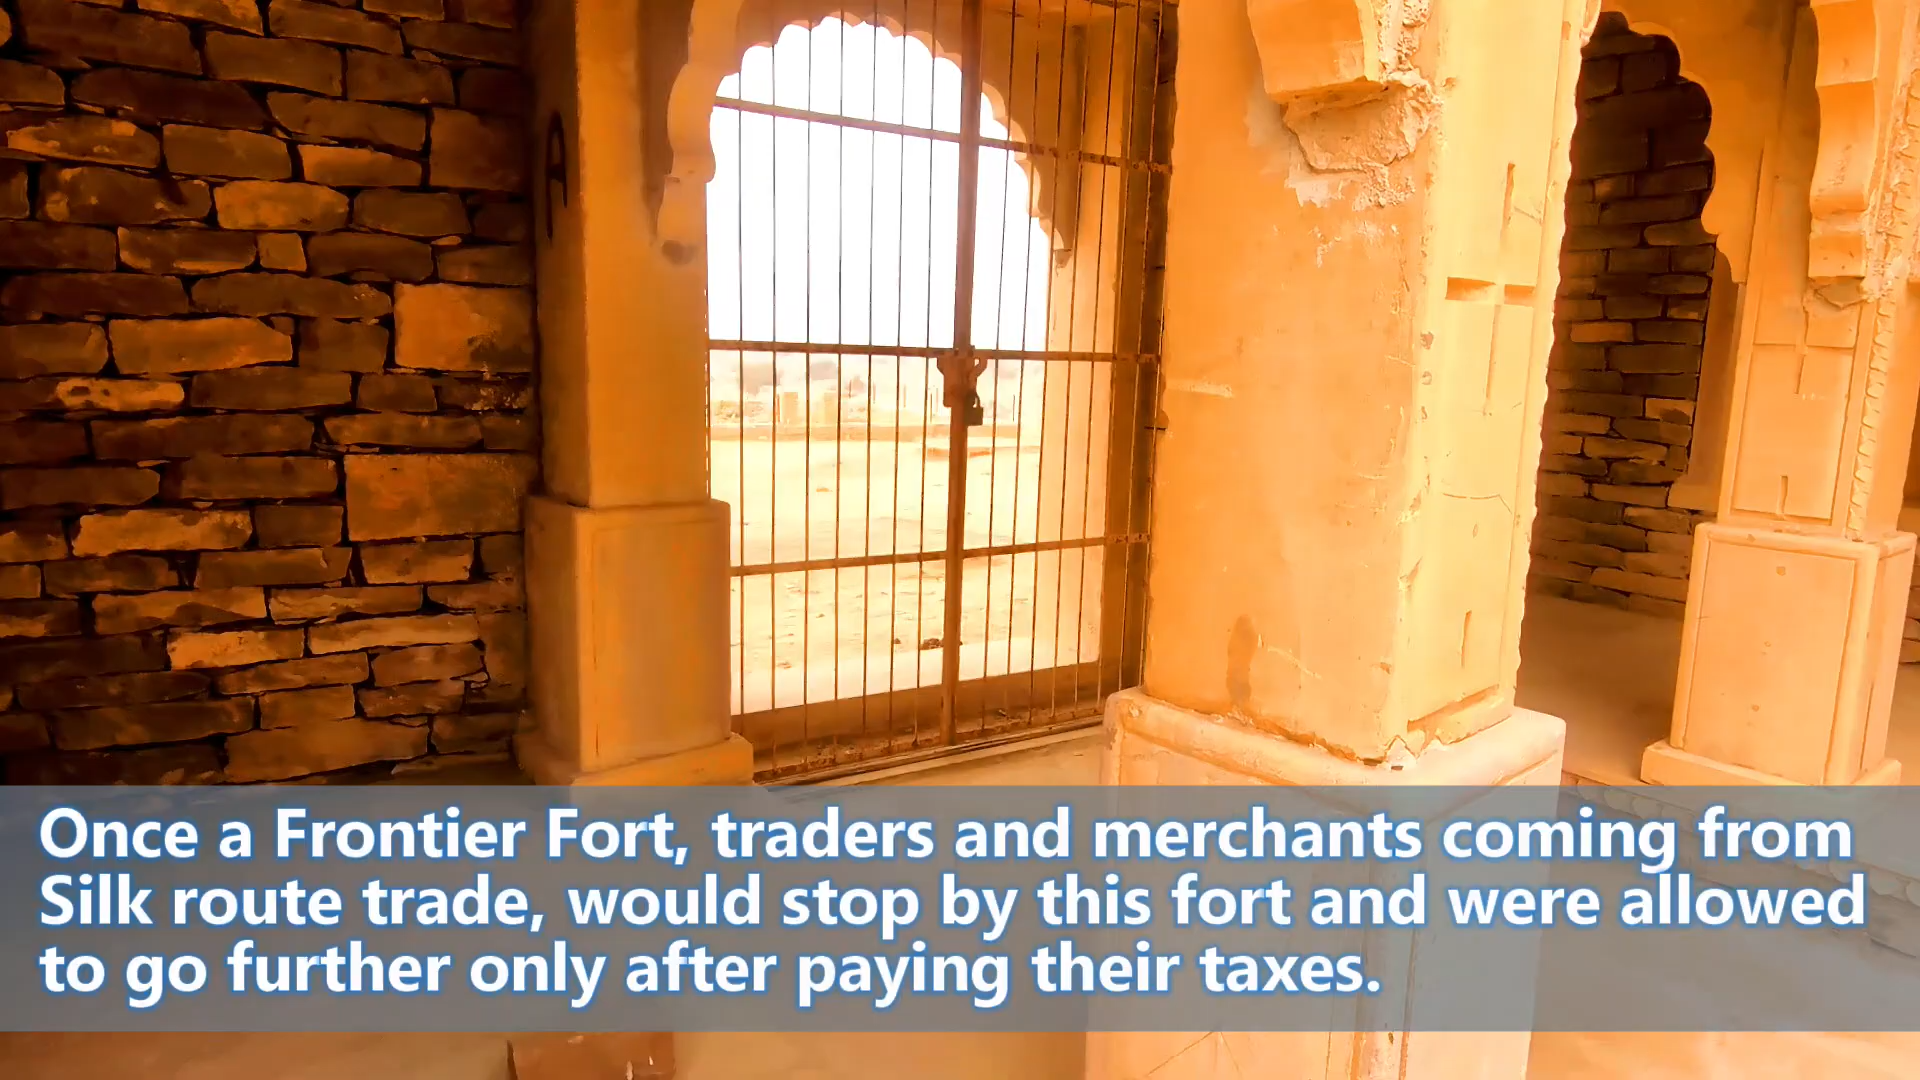 Once a Frontier Fort, traders and merchants coming from
Silk route trade, would stop by this fort and were allowed
to go further only after paying their taxes.